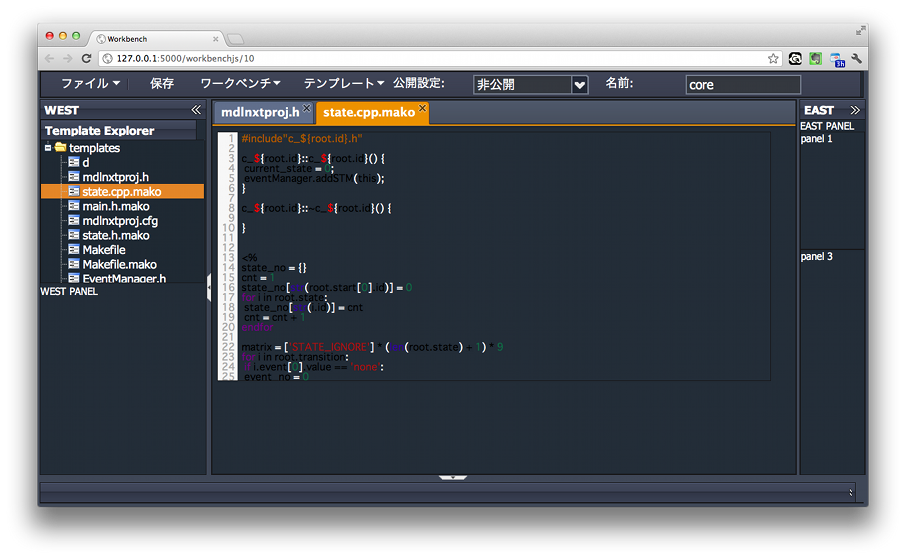 Workbench
127.0.0.1:5000/workbenchjs/10
3h
ファイル 保存 ワークベンチ テンプレート 公開設定: 非公開 名前: core
WEST
Template Explorer
templates
d
mdlnxtproj.h
state.cpp.mako
main.h.mako
mdlnxtproj.cfg
state.h.mako
Makefile
Makefile.mako
EventManager.h
WEST PANEL
mdlnxtproj.h state.cpp.mako
1 #include"c_${root.id}.h"
2
3 c_${root.id}::c_${root.id}() {
4 current_state = 0;
5 eventManager.addSTM(this);
6 }
7
8 c_${root.id}::~c_${root.id}() {
9
10 }
11
12
13 <%
14 state_no = {}
15 cnt = 1
16 state_no[str(root.start[0].id)] = 0
17 for i in root.state:
18 state_no[str(i.id)] = cnt
19 cnt = cnt + 1
20 endfor
21
22 matrix = ["STATE_IGNORE"] * (len(root.state) + 1) * 9
23 for i in root.transition:
24 if i.event[0].value == 'none':
25 event_no = 0
EAST
EAST PANEL
panel 1
panel 3